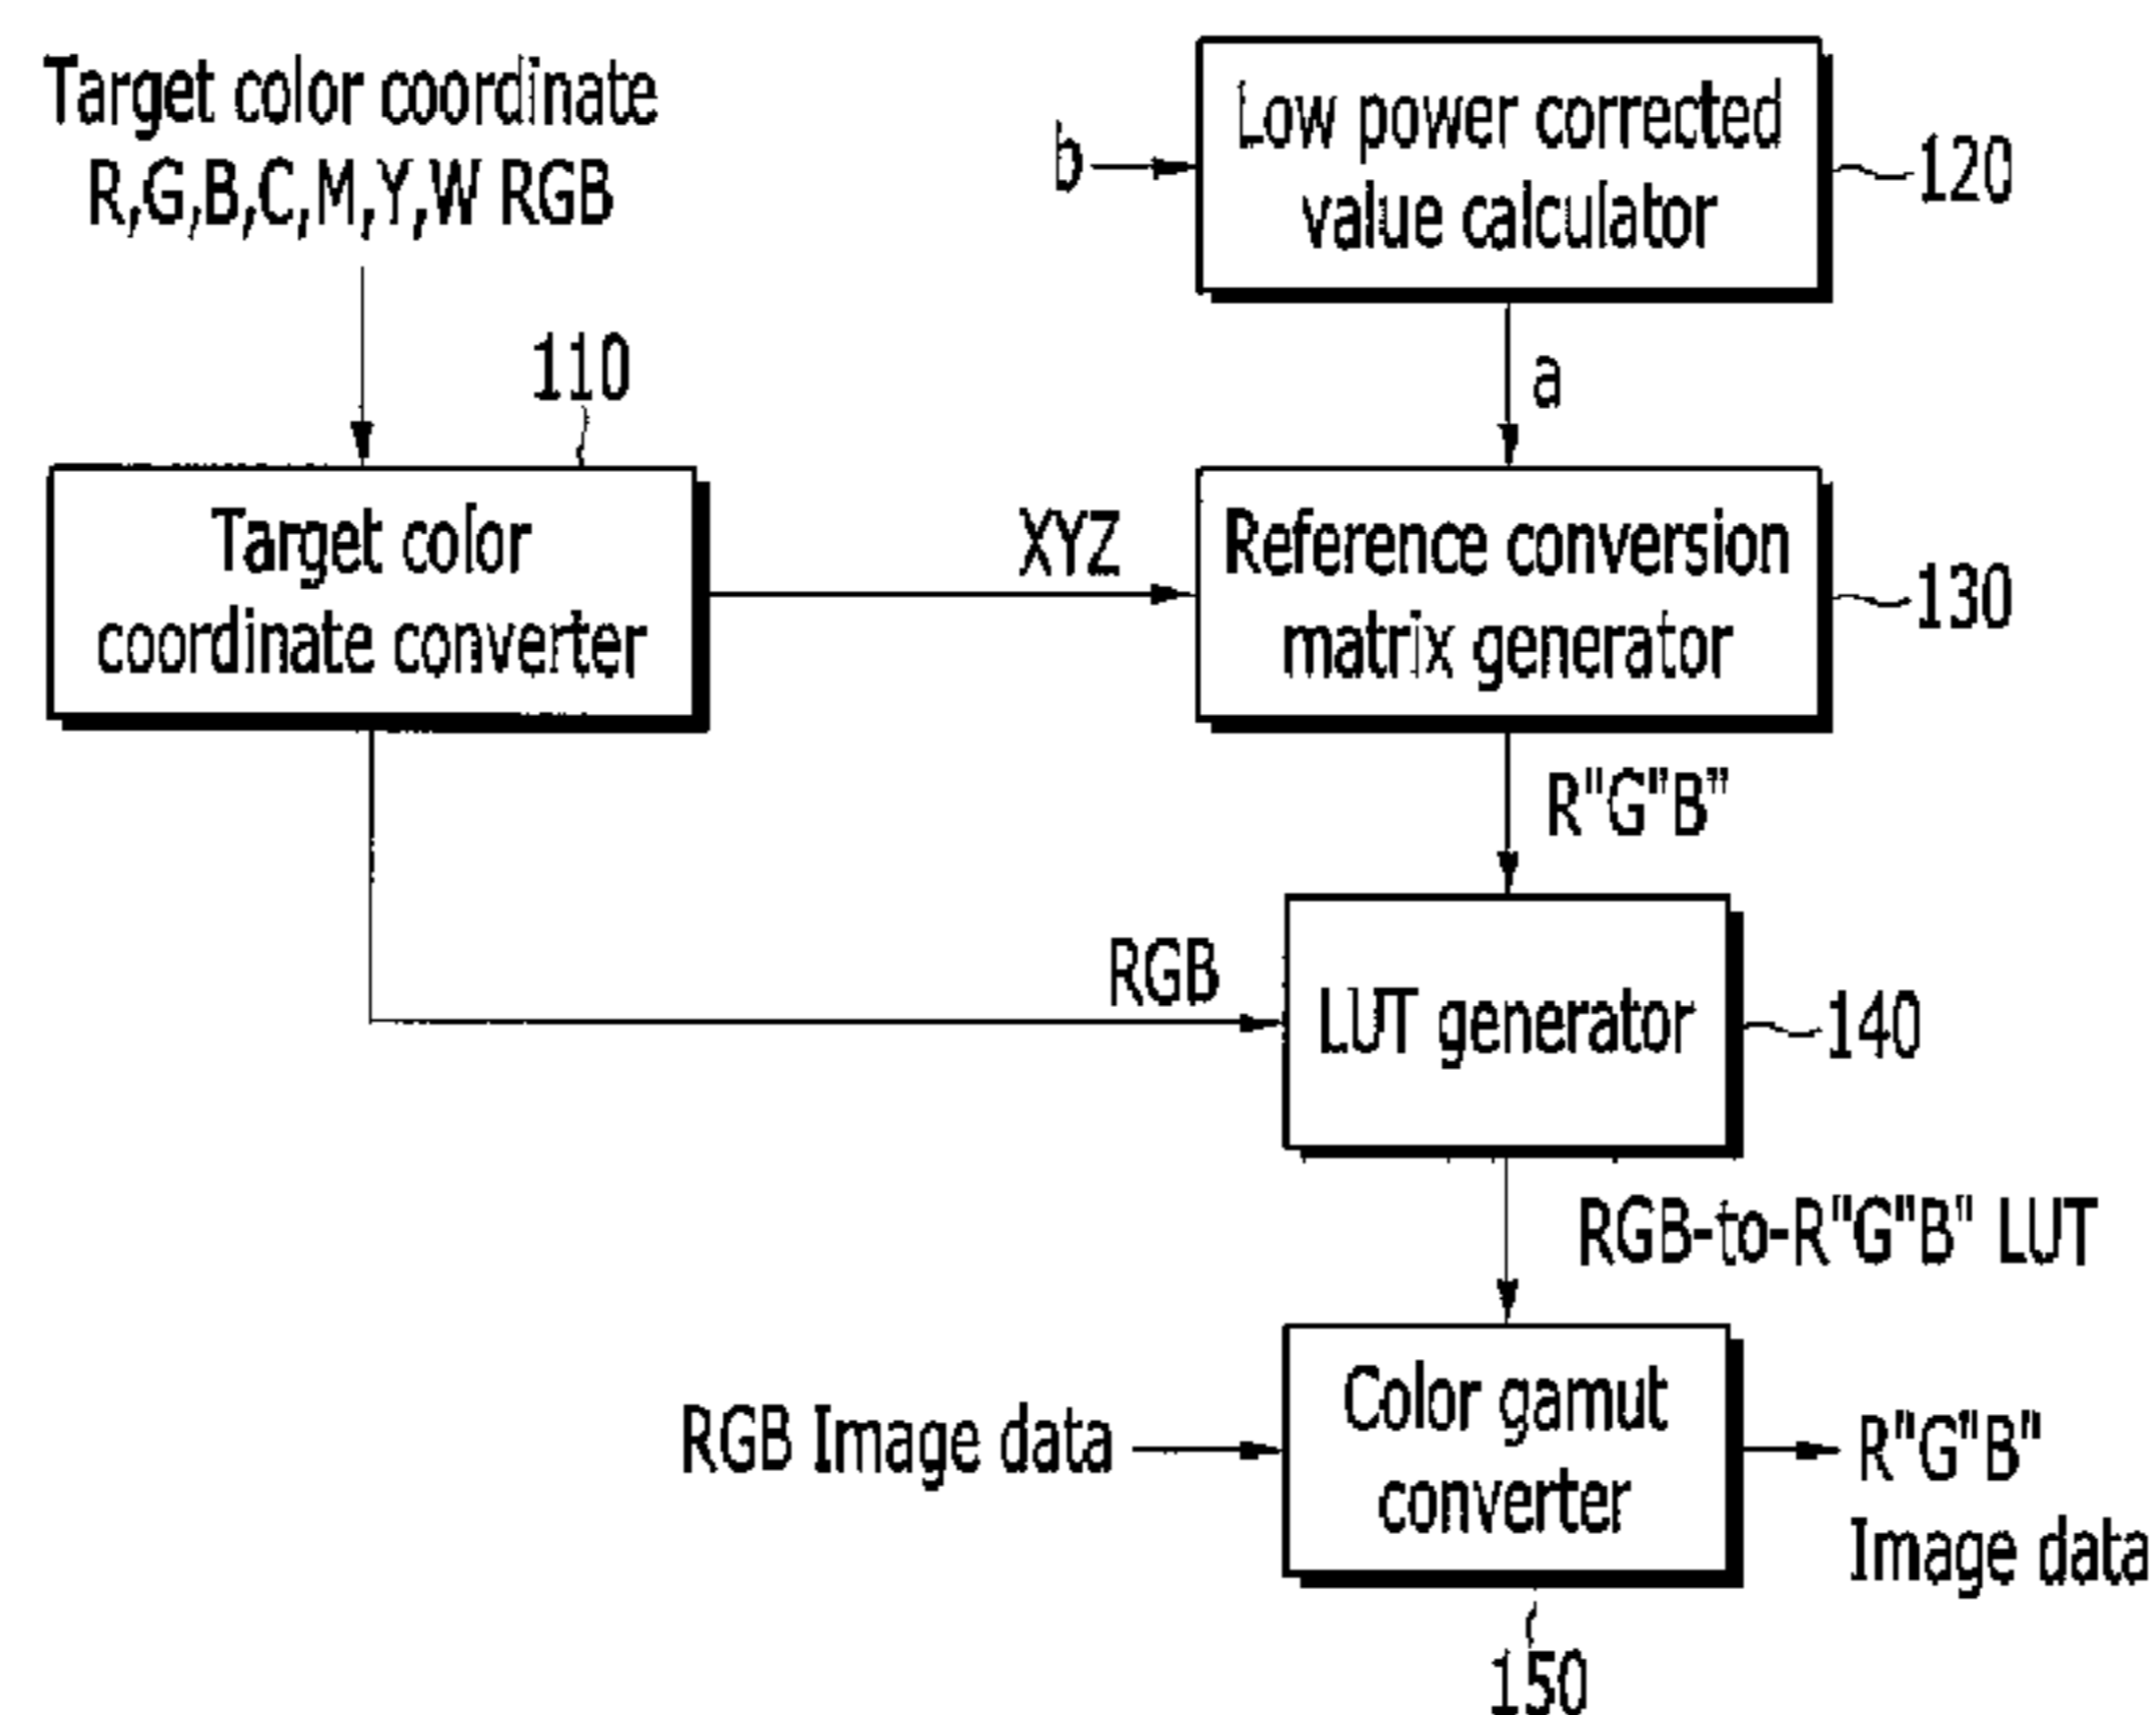 Target color coordinate
R,G,B,C,M,Y,W RGB
b
Low power corrected
value calculator
120
a
110
Target color
coordinate converter
XYZ
Reference conversion
matrix generator
130
R"G"B"
RGB
LUT generator
140
RGB-to-R"G"B" LUT
RGB Image data
Color gamut
converter
R"G"B"
Image data
150